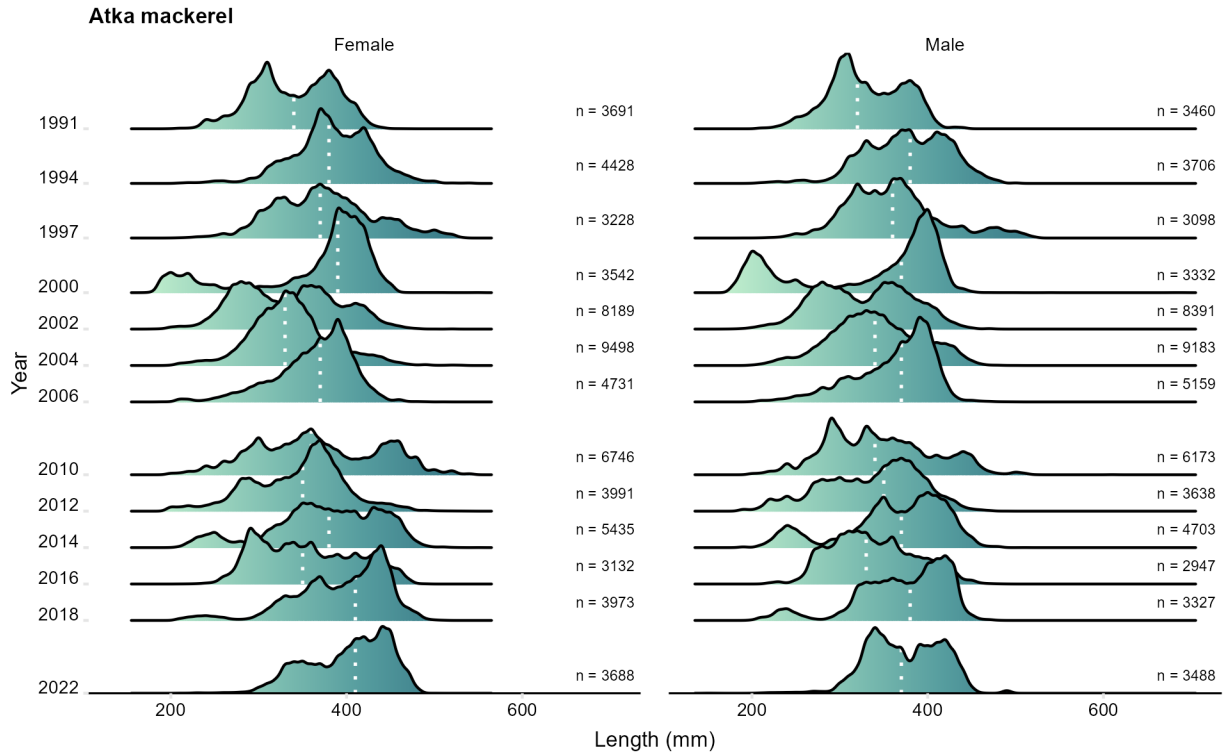 Atka mackerel
Female
Male
Year
1991
n = 3691
n = 3460
1994
n = 4428
n = 3706
1997
n = 3228
n = 3098
2000
n = 3542
n = 3332
2002
n = 8189
n = 8391
2004
n = 9498
n = 9183
2006
n = 4731
n = 5159
2010
n = 6746
n = 6173
2012
n = 3991
n = 3638
2014
n = 5435
n = 4703
2016
n = 3132
n = 2947
2018
n = 3973
n = 3327
2022
n = 3688
n = 3488
200 400 600 200 400 600
Length (mm)